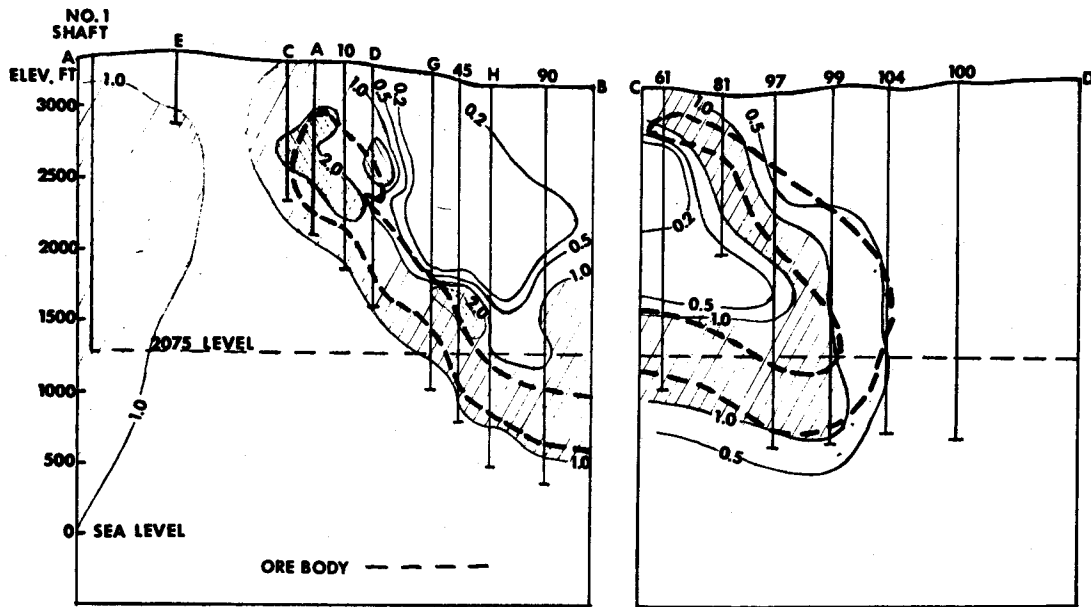 NO. 1
SHAFT
A E C A 10 D G 45 H 90 B C 61 81 97 99 104 100 D
ELEV. FT
1.0 1.0 0.5 0.2 0.2 1.0 0.5
3000
2500 2.0
0.2
2000
0.5
1.0
1500 2.0 0.5
1.0
2075 LEVEL
1000
1.0 1.0
500 1.0 0.5
0 SEA LEVEL
ORE BODY